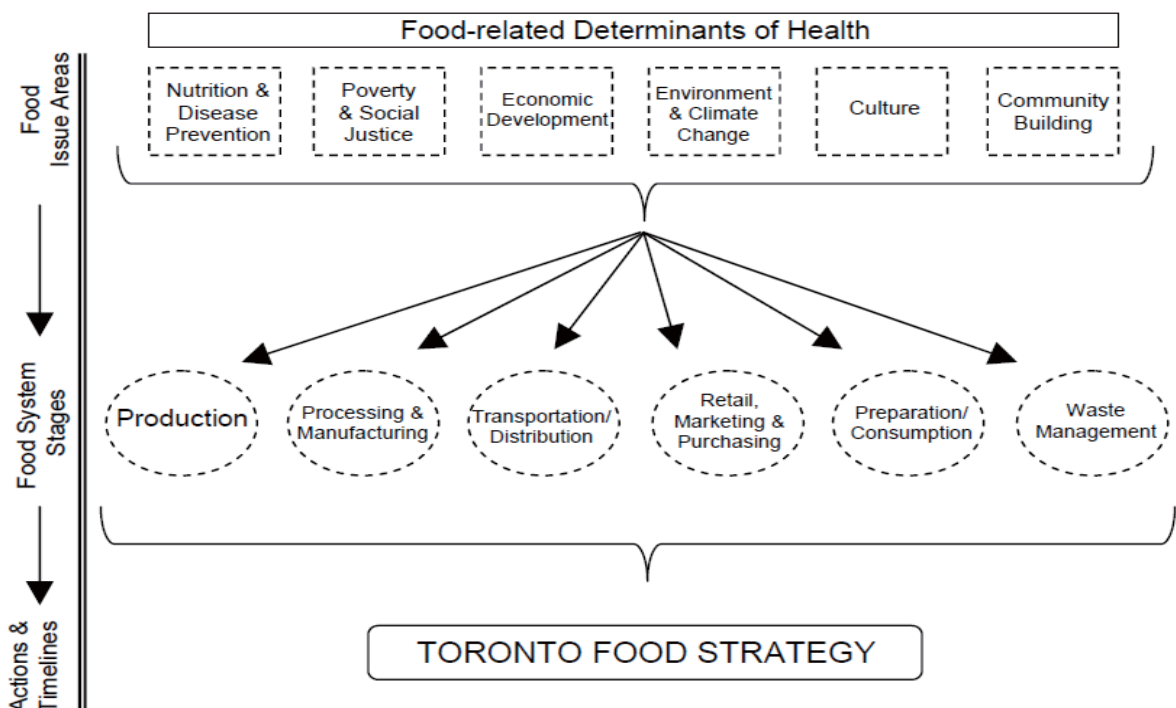 Food-related Determinants of Health
Food
Issue Areas
Nutrition &
Disease
Prevention
Poverty
& Social
Justice
Economic
Development
Environment
& Climate
Change
Culture
Community
Building
Food System
Stages
Production
Processing &
Manufacturing
Transportation/
Distribution
Retail,
Marketing &
Purchasing
Preparation/
Consumption
Waste
Management
Actions &
Timelines
TORONTO FOOD STRATEGY